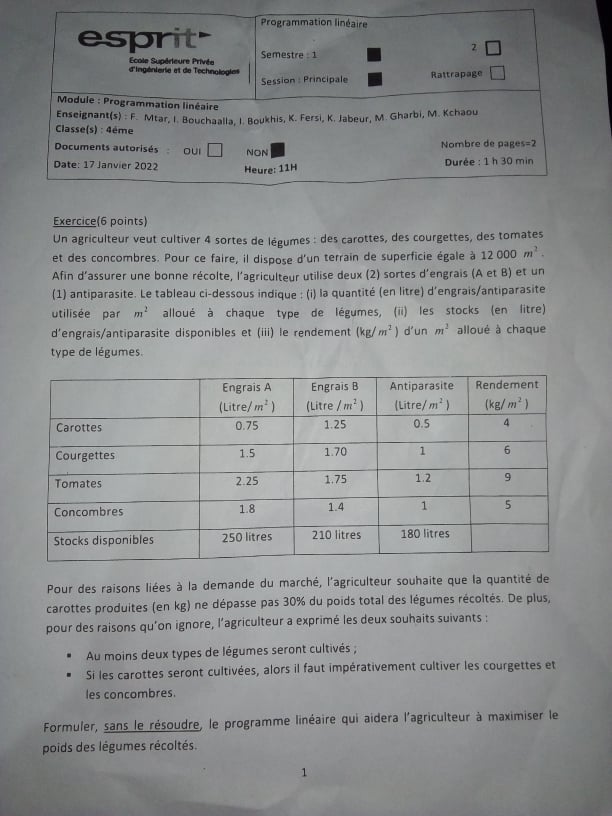 esprit
Ecole Supérieure Privée
d'Ingénierie et de Technologies
Programmation linéaire
Semestre : 1
2
Session : Principale
Rattrapage
Module : Programmation linéaire
Enseignant(s) : F. Mtar, I. Bouchaalla, I. Boukhis, K. Fersi, K. Jabeur, M. Gharbi, M. Kchaou
Classe(s) : 4éme
Documents autorisés : OUI NON
Nombre de pages=2
Date: 17 Janvier 2022 Heure: 11H Durée : 1 h 30 min
Exercice(6 points)
Un agriculteur veut cultiver 4 sortes de légumes : des carottes, des courgettes, des tomates
et des concombres. Pour ce faire, il dispose d'un terrain de superficie égale à 12 000 m².
Afin d'assurer une bonne récolte, l'agriculteur utilise deux (2) sortes d'engrais (A et B) et un
(1) antiparasite. Le tableau ci-dessous indique : (i) la quantité (en litre) d'engrais/antiparasite
utilisée par m² alloué à chaque type de légumes, (ii) les stocks (en litre)
d'engrais/antiparasite disponibles et (iii) le rendement (kg/m²) d'un m² alloué à chaque
type de légumes.
Engrais A Engrais B Antiparasite Rendement
(Litre/m²) (Litre /m²) (Litre/m²) (kg/m²)
Carottes 0.75 1.25 0.5 4
Courgettes 1.5 1.70 1 6
Tomates 2.25 1.75 1.2 9
Concombres 1.8 1.4 1 5
Stocks disponibles 250 litres 210 litres 180 litres
Pour des raisons liées à la demande du marché, l'agriculteur souhaite que la quantité de
carottes produites (en kg) ne dépasse pas 30% du poids total des légumes récoltés. De plus,
pour des raisons qu'on ignore, l'agriculteur a exprimé les deux souhaits suivants :
▪ Au moins deux types de légumes seront cultivés ;
▪ Si les carottes seront cultivées, alors il faut impérativement cultiver les courgettes et
les concombres.
Formuler, sans le résoudre, le programme linéaire qui aidera l'agriculteur à maximiser le
poids des légumes récoltés.
1